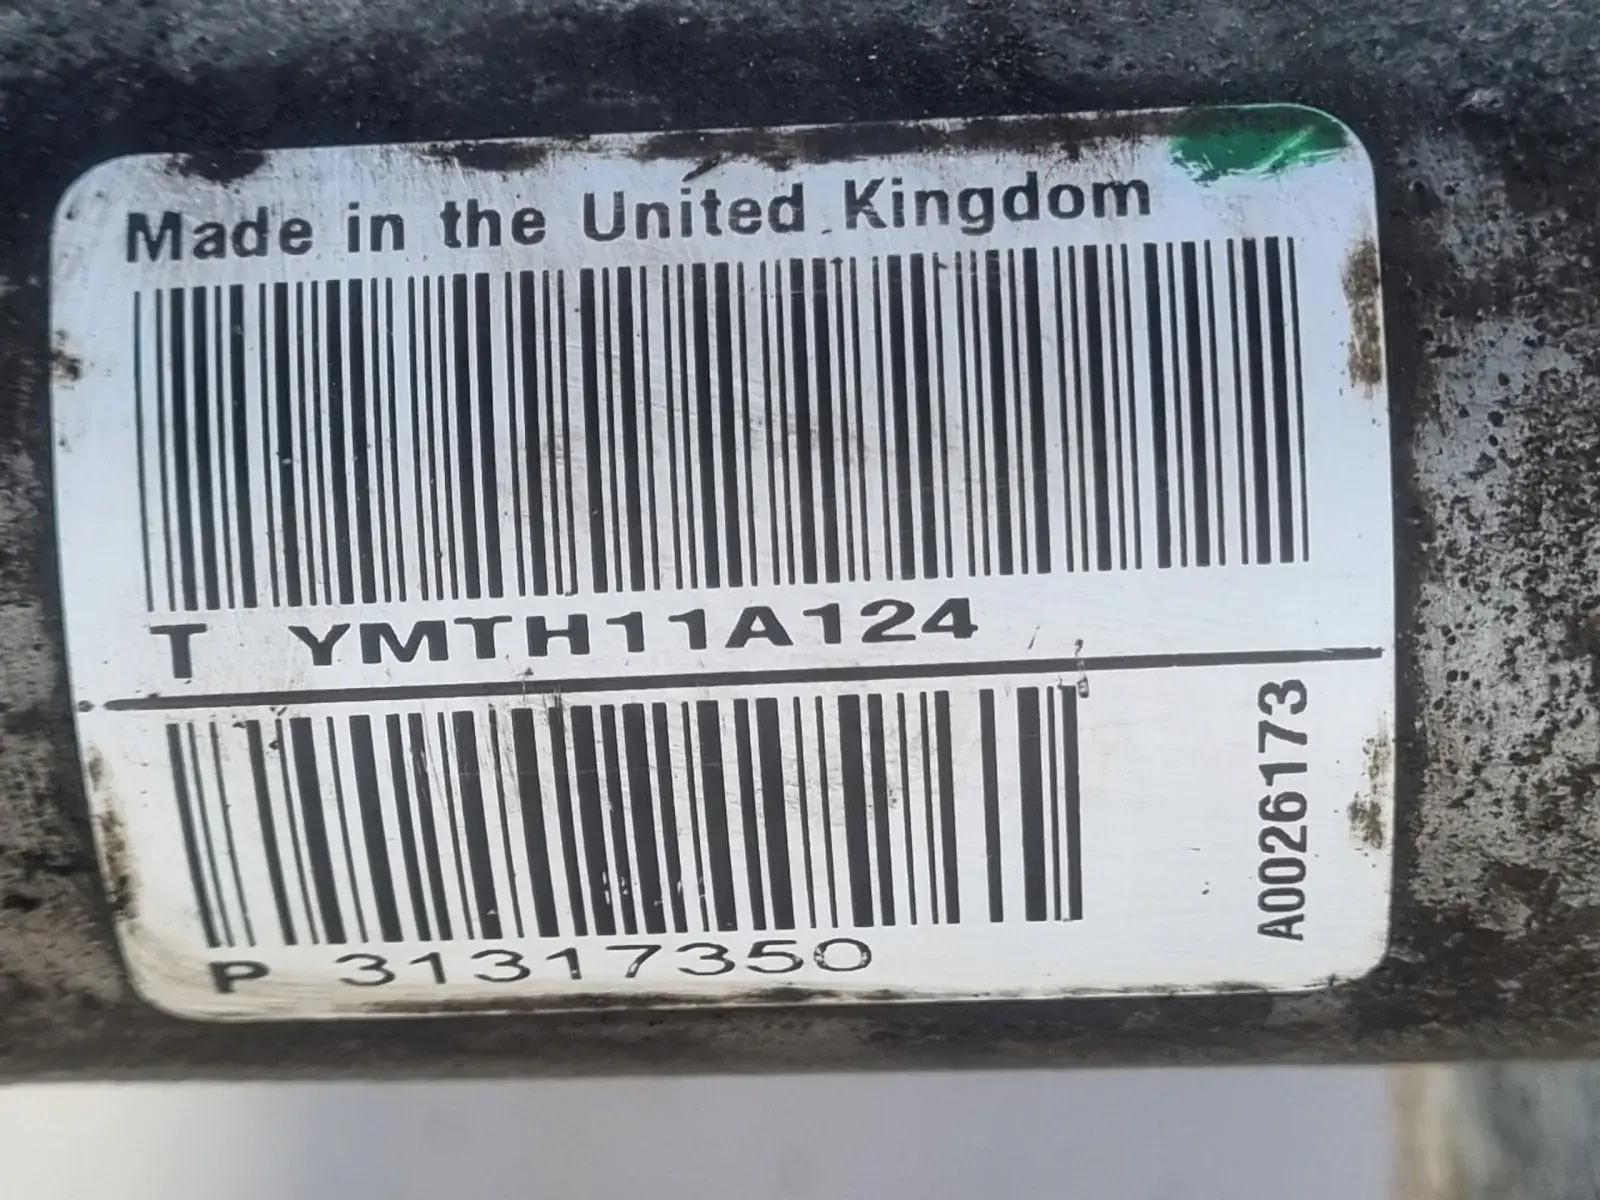 Made in the United Kingdom
T YMTH11A124
P 31317350
A0026173